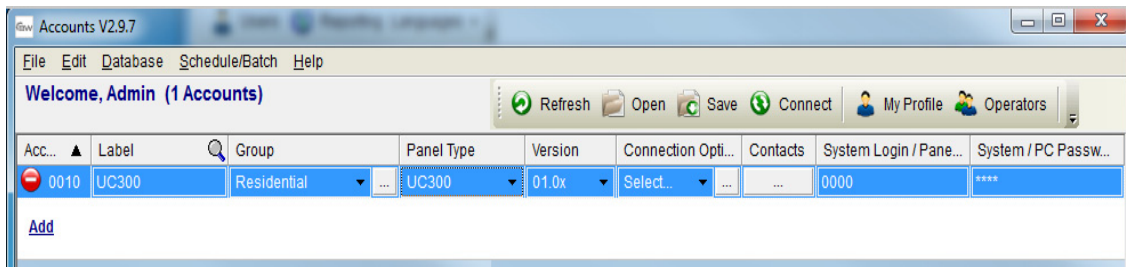 Accounts V2.9.7
File Edit Database Schedule/Batch Help
Welcome, Admin (1 Accounts)
Refresh Open Save Connect My Profile Operators
Acc... Label Group Panel Type Version Connection Opti... Contacts System Login / Pane... System / PC Passw...
0010 UC300 Residential ... UC300 01.0x Select... ... ... 0000 ****
Add